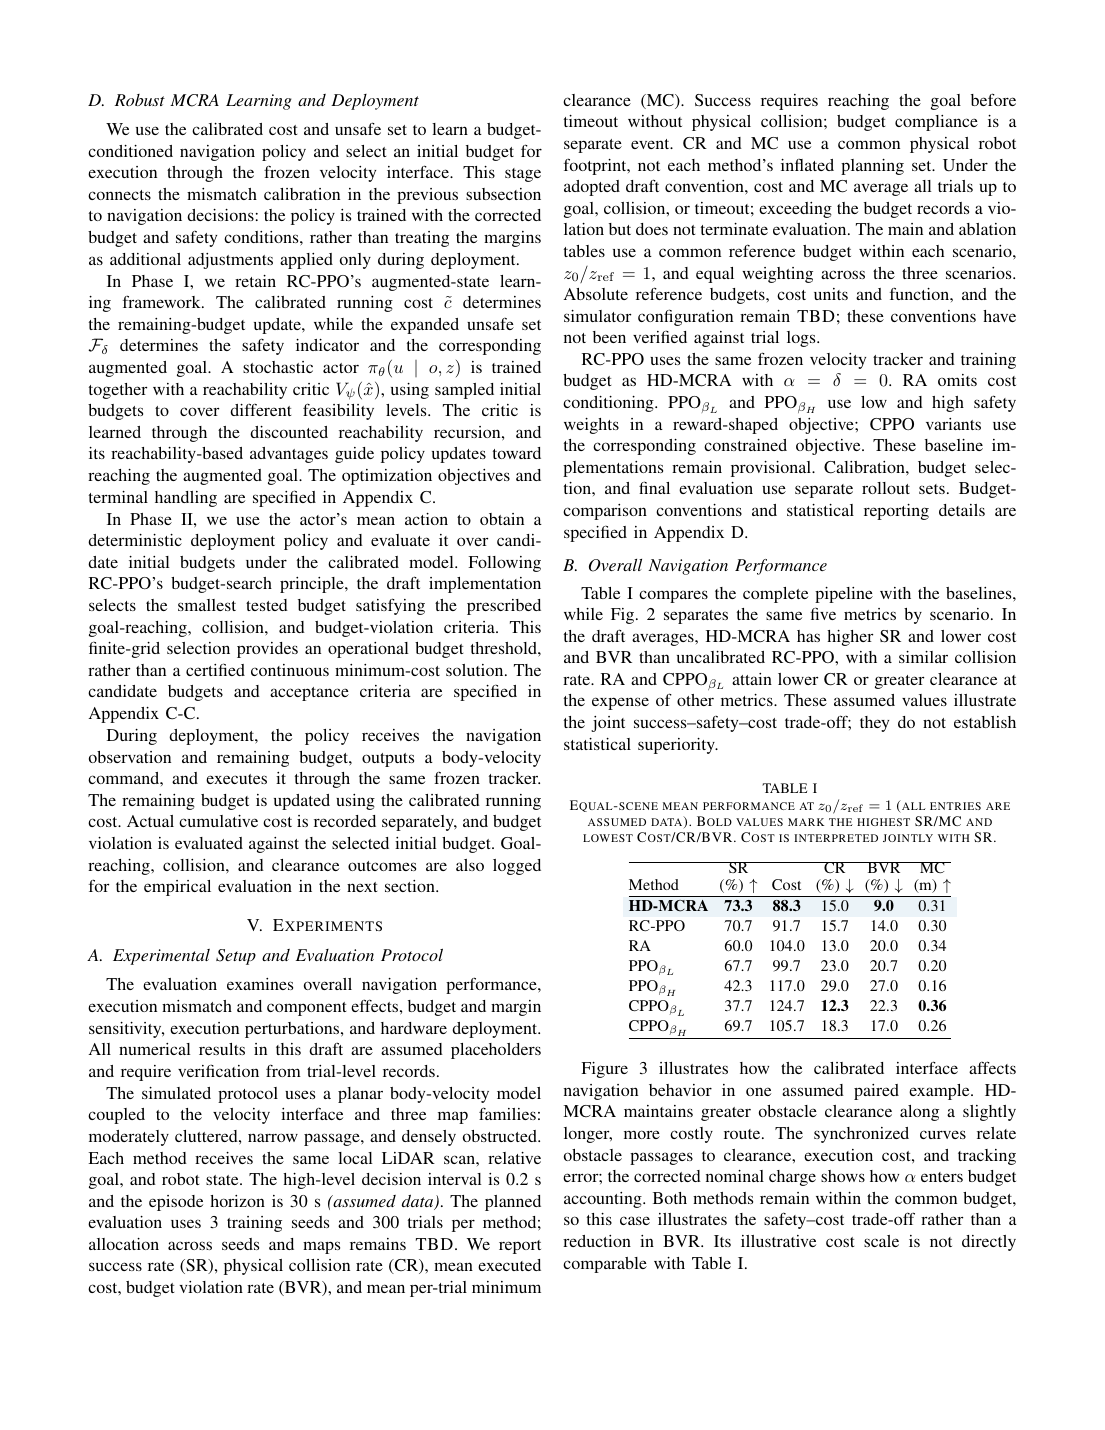 D. Robust MCRA Learning and Deployment
We use the calibrated cost and unsafe set to learn a budget-
conditioned navigation policy and select an initial budget for
execution through the frozen velocity interface. This stage
connects the mismatch calibration in the previous subsection
to navigation decisions: the policy is trained with the corrected
budget and safety conditions, rather than treating the margins
as additional adjustments applied only during deployment.
In Phase I, we retain RC-PPO's augmented-state learn-
ing framework. The calibrated running cost c̃ determines
the remaining-budget update, while the expanded unsafe set
ℱ_δ determines the safety indicator and the corresponding
augmented goal. A stochastic actor π_θ(u | o, z) is trained
together with a reachability critic V_ψ(x̂), using sampled initial
budgets to cover different feasibility levels. The critic is
learned through the discounted reachability recursion, and
its reachability-based advantages guide policy updates toward
reaching the augmented goal. The optimization objectives and
terminal handling are specified in Appendix C.
In Phase II, we use the actor's mean action to obtain a
deterministic deployment policy and evaluate it over candi-
date initial budgets under the calibrated model. Following
RC-PPO's budget-search principle, the draft implementation
selects the smallest tested budget satisfying the prescribed
goal-reaching, collision, and budget-violation criteria. This
finite-grid selection provides an operational budget threshold,
rather than a certified continuous minimum-cost solution. The
candidate budgets and acceptance criteria are specified in
Appendix C-C.
During deployment, the policy receives the navigation
observation and remaining budget, outputs a body-velocity
command, and executes it through the same frozen tracker.
The remaining budget is updated using the calibrated running
cost. Actual cumulative cost is recorded separately, and budget
violation is evaluated against the selected initial budget. Goal-
reaching, collision, and clearance outcomes are also logged
for the empirical evaluation in the next section.
V. EXPERIMENTS
A. Experimental Setup and Evaluation Protocol
The evaluation examines overall navigation performance,
execution mismatch and component effects, budget and margin
sensitivity, execution perturbations, and hardware deployment.
All numerical results in this draft are assumed placeholders
and require verification from trial-level records.
The simulated protocol uses a planar body-velocity model
coupled to the velocity interface and three map families:
moderately cluttered, narrow passage, and densely obstructed.
Each method receives the same local LiDAR scan, relative
goal, and robot state. The high-level decision interval is 0.2 s
and the episode horizon is 30 s (assumed data). The planned
evaluation uses 3 training seeds and 300 trials per method;
allocation across seeds and maps remains TBD. We report
success rate (SR), physical collision rate (CR), mean executed
cost, budget violation rate (BVR), and mean per-trial minimum
clearance (MC). Success requires reaching the goal before
timeout without physical collision; budget compliance is a
separate event. CR and MC use a common physical robot
footprint, not each method's inflated planning set. Under the
adopted draft convention, cost and MC average all trials up to
goal, collision, or timeout; exceeding the budget records a vio-
lation but does not terminate evaluation. The main and ablation
tables use a common reference budget within each scenario,
z₀/z_ref = 1, and equal weighting across the three scenarios.
Absolute reference budgets, cost units and function, and the
simulator configuration remain TBD; these conventions have
not been verified against trial logs.
RC-PPO uses the same frozen velocity tracker and training
budget as HD-MCRA with α = δ = 0. RA omits cost
conditioning. PPO_β_L and PPO_β_H use low and high safety
weights in a reward-shaped objective; CPPO variants use
the corresponding constrained objective. These baseline im-
plementations remain provisional. Calibration, budget selec-
tion, and final evaluation use separate rollout sets. Budget-
comparison conventions and statistical reporting details are
specified in Appendix D.
B. Overall Navigation Performance
Table I compares the complete pipeline with the baselines,
while Fig. 2 separates the same five metrics by scenario. In
the draft averages, HD-MCRA has higher SR and lower cost
and BVR than uncalibrated RC-PPO, with a similar collision
rate. RA and CPPO_β_L attain lower CR or greater clearance at
the expense of other metrics. These assumed values illustrate
the joint success–safety–cost trade-off; they do not establish
statistical superiority.
TABLE I
EQUAL-SCENE MEAN PERFORMANCE AT z₀/z_ref = 1 (ALL ENTRIES ARE
ASSUMED DATA). BOLD VALUES MARK THE HIGHEST SR/MC AND
LOWEST COST/CR/BVR. COST IS INTERPRETED JOINTLY WITH SR.
SR CR BVR MC
Method (%) ↑ Cost (%) ↓ (%) ↓ (m) ↑
HD-MCRA 73.3 88.3 15.0 9.0 0.31
RC-PPO 70.7 91.7 15.7 14.0 0.30
RA 60.0 104.0 13.0 20.0 0.34
PPO_β_L 67.7 99.7 23.0 20.7 0.20
PPO_β_H 42.3 117.0 29.0 27.0 0.16
CPPO_β_L 37.7 124.7 12.3 22.3 0.36
CPPO_β_H 69.7 105.7 18.3 17.0 0.26
Figure 3 illustrates how the calibrated interface affects
navigation behavior in one assumed paired example. HD-
MCRA maintains greater obstacle clearance along a slightly
longer, more costly route. The synchronized curves relate
obstacle passages to clearance, execution cost, and tracking
error; the corrected nominal charge shows how α enters budget
accounting. Both methods remain within the common budget,
so this case illustrates the safety–cost trade-off rather than a
reduction in BVR. Its illustrative cost scale is not directly
comparable with Table I.